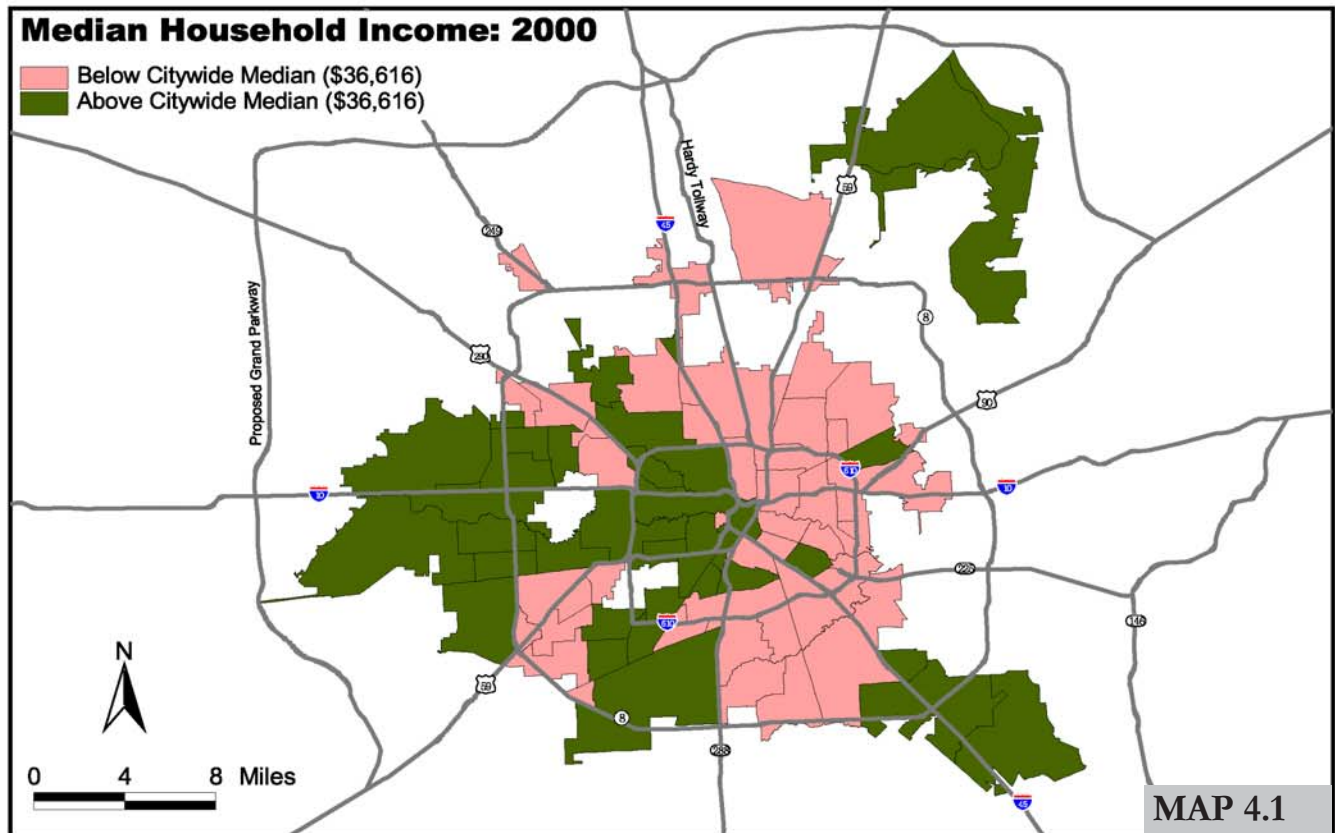 Median Household Income: 2000
Below Citywide Median ($36,616)
Above Citywide Median ($36,616)
Hardy Tollway
59
45
249
Proposed Grand Parkway
8
290
90
610
10
10
225
146
610
N
59
8
288
0 4 8 Miles
45
MAP 4.1